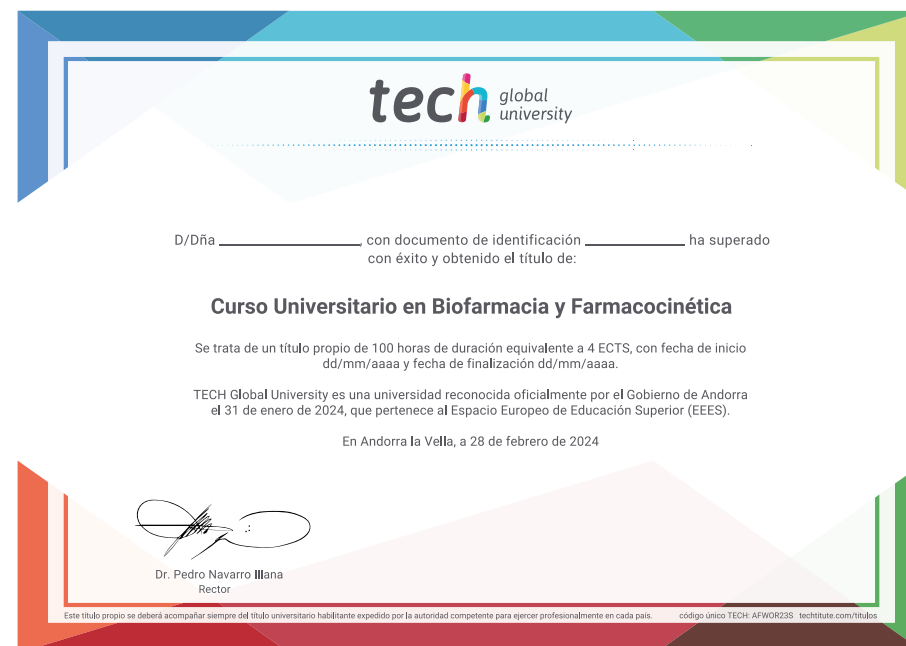 tech global university
D/Dña ____________________, con documento de identificación ______________ ha superado
con éxito y obtenido el título de:
Curso Universitario en Biofarmacia y Farmacocinética
Se trata de un título propio de 100 horas de duración equivalente a 4 ECTS, con fecha de inicio
dd/mm/aaaa y fecha de finalización dd/mm/aaaa.
TECH Global University es una universidad reconocida oficialmente por el Gobierno de Andorra
el 31 de enero de 2024, que pertenece al Espacio Europeo de Educación Superior (EEES).
En Andorra la Vella, a 28 de febrero de 2024
Dr. Pedro Navarro Illana
Rector
Este título propio se deberá acompañar siempre del título universitario habilitante expedido por la autoridad competente para ejercer profesionalmente en cada país. código único TECH: AFWOR23S techtitute.com/títulos